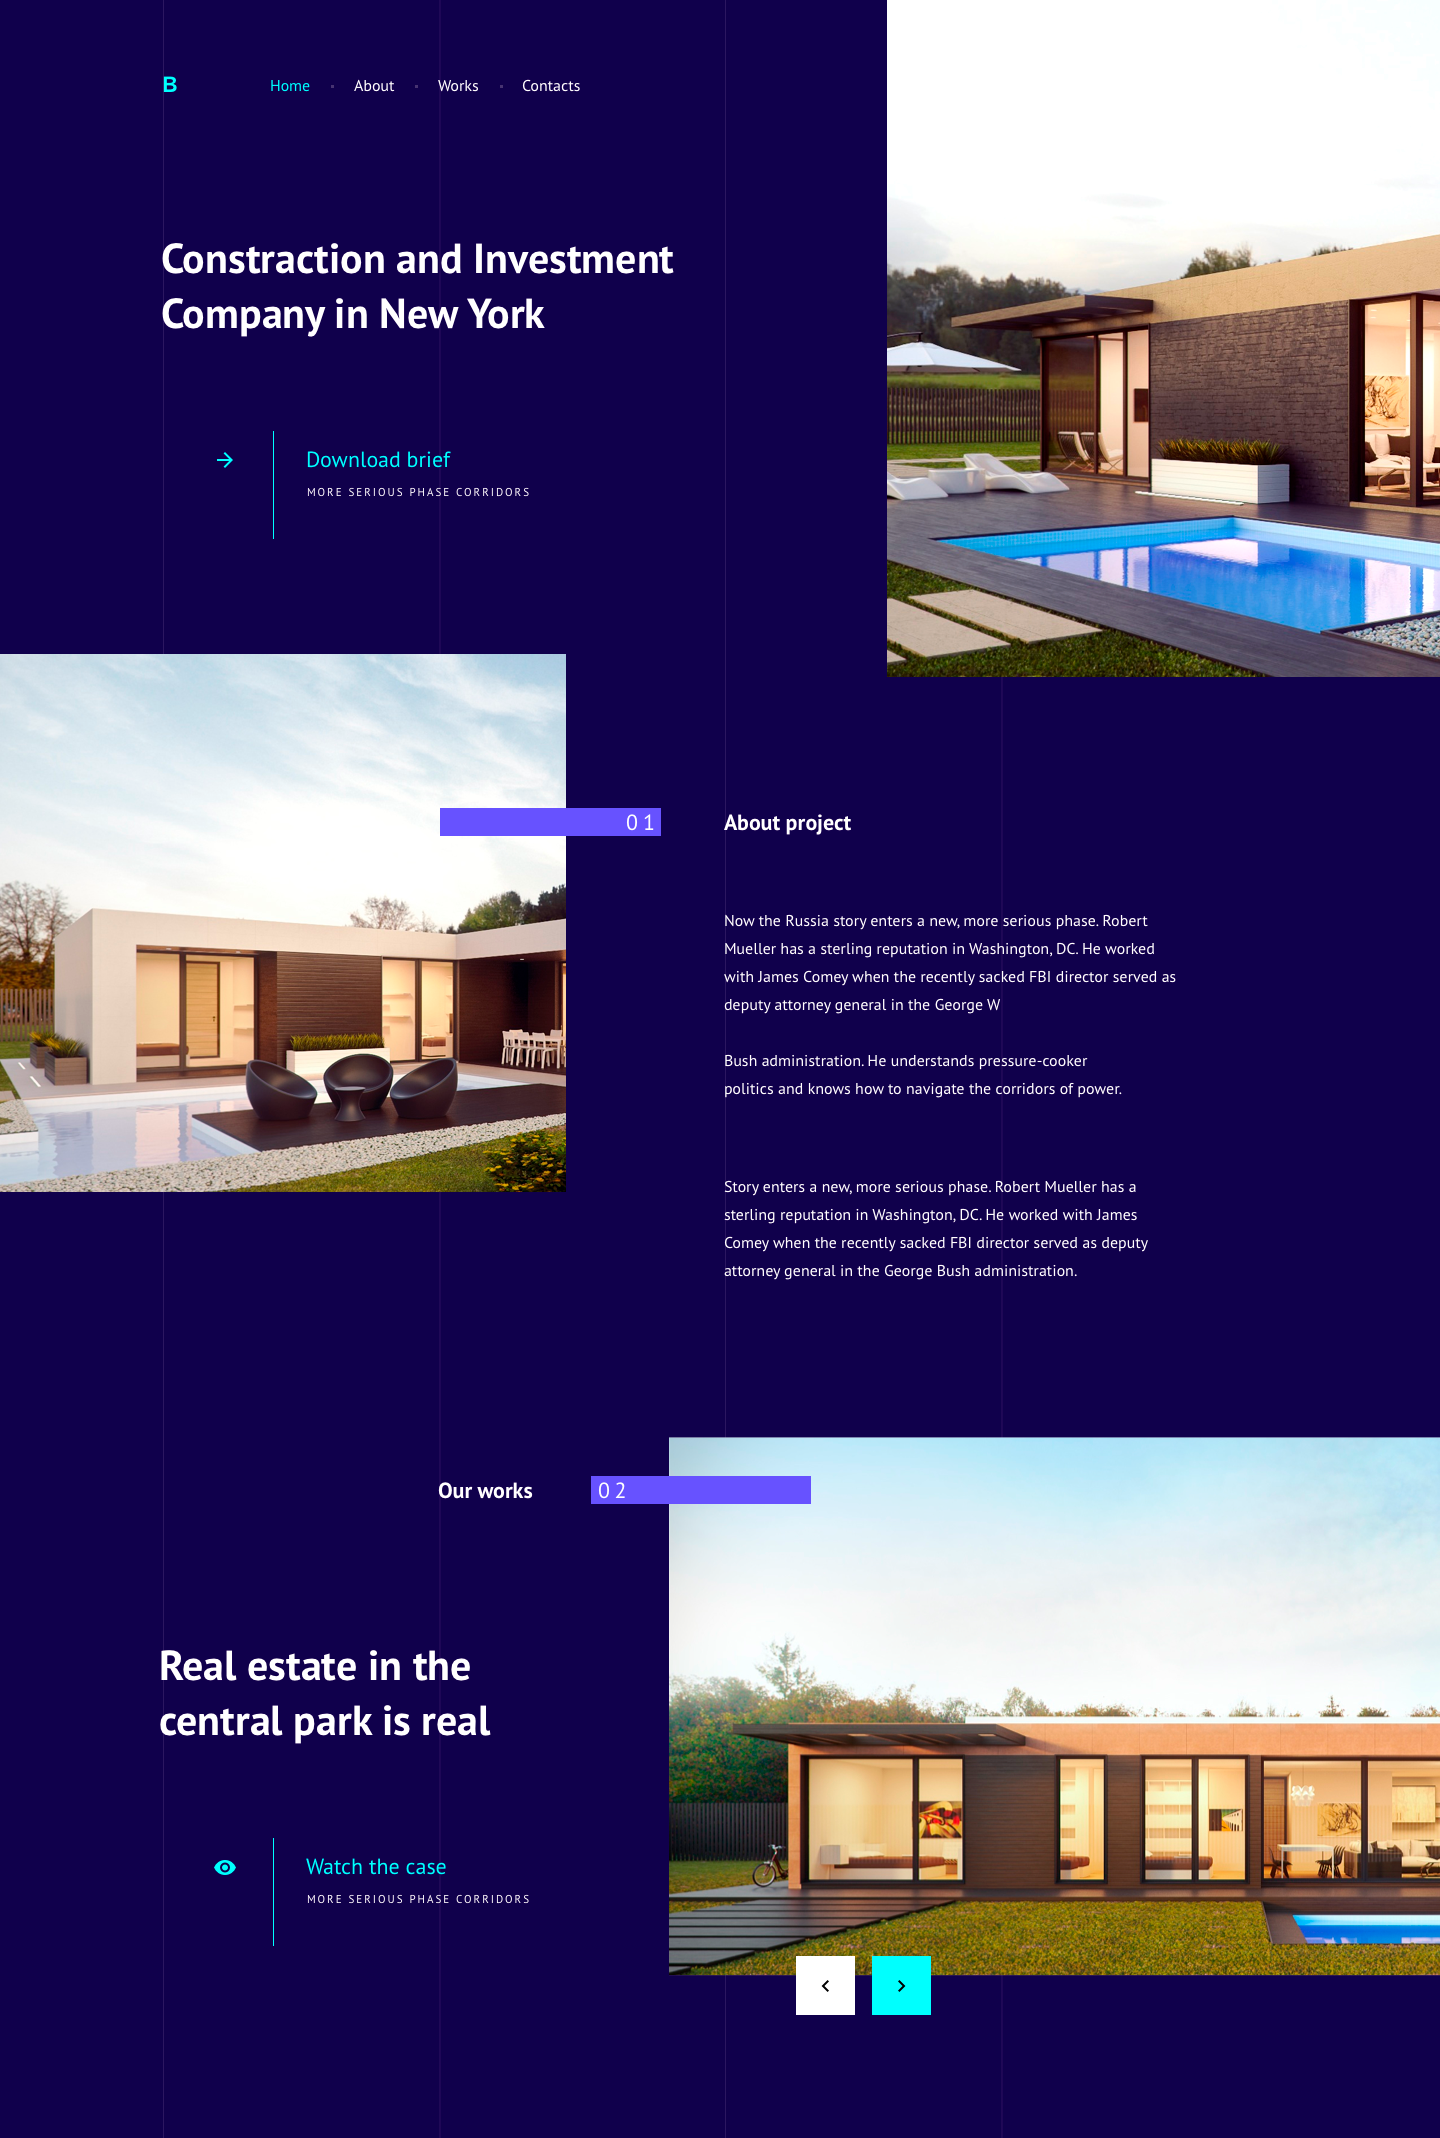 B
Home
About
Works
Contacts
Constraction and Investment
Company in New York
Download brief
MORE SERIOUS PHASE CORRIDORS
01
About project
Now the Russia story enters a new, more serious phase. Robert
Mueller has a sterling reputation in Washington, DC. He worked
with James Comey when the recently sacked FBI director served as
deputy attorney general in the George W
Bush administration. He understands pressure-cooker
politics and knows how to navigate the corridors of power.
Story enters a new, more serious phase. Robert Mueller has a
sterling reputation in Washington, DC. He worked with James
Comey when the recently sacked FBI director served as deputy
attorney general in the George Bush administration.
Our works
02
Real estate in the
central park is real
Watch the case
MORE SERIOUS PHASE CORRIDORS